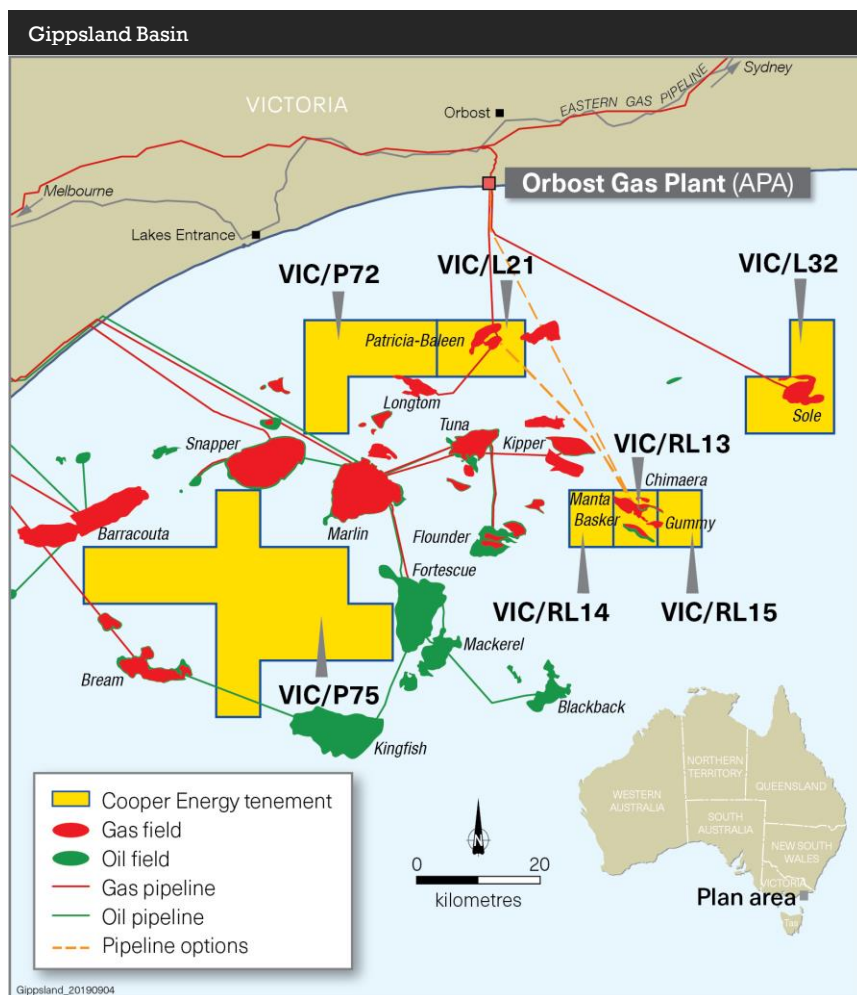 Gippsland Basin
Sydney
VICTORIA
EASTERN GAS PIPELINE
Orbost
Melbourne
Orbost Gas Plant (APA)
Lakes Entrance
VIC/P72
VIC/L21
VIC/L32
Patricia-Baleen
Longtom
Sole
Tuna
Snapper
Kipper
VIC/RL13
Chimaera
Manta
Basker
Gummy
Barracouta
Marlin
Flounder
Fortescue
VIC/RL14
VIC/RL15
Mackerel
Bream
VIC/P75
Blackback
Kingfish
Cooper Energy tenement
Gas field
Oil field
Gas pipeline
Oil pipeline
Pipeline options
N
0 20
kilometres
NORTHERN
TERRITORY
QUEENSLAND
WESTERN
AUSTRALIA
SOUTH
AUSTRALIA
NEW SOUTH
WALES
VICTORIA
Plan area
Tas
Gippsland_20190904